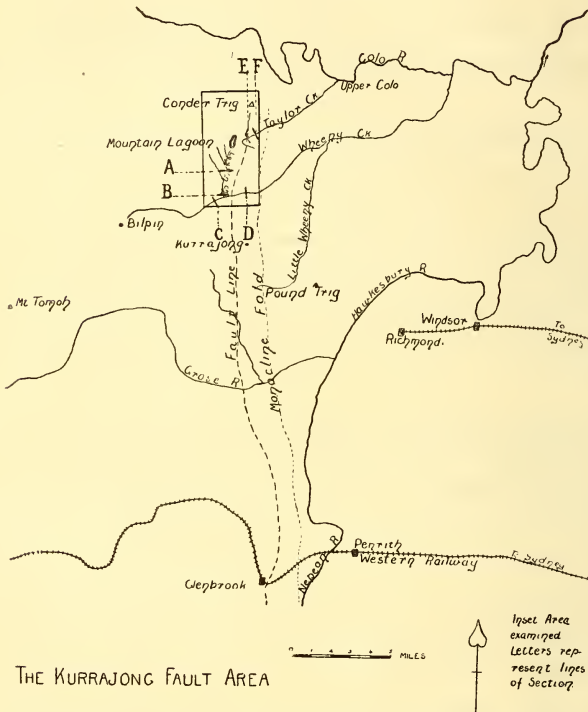 E F
Colo R
Upper Colo
Conder Trig
Taylor Ck
Mountain Lagoon
Wheeny Ck
A
B
Bilpin
C
D
Kurrajong
Little Wheeny Ck
Pound Trig
Hawkesbury R
Mt Tomah
Fault Line
Monocline Fold
Windsor
Richmond.
To Sydney
Grose R
Penrith
Western Railway
To Sydney
Glenbrook
Nepean R
MILES
THE KURRAJONG FAULT AREA
Inset Area
examined
Letters rep-
resent lines
of Section.